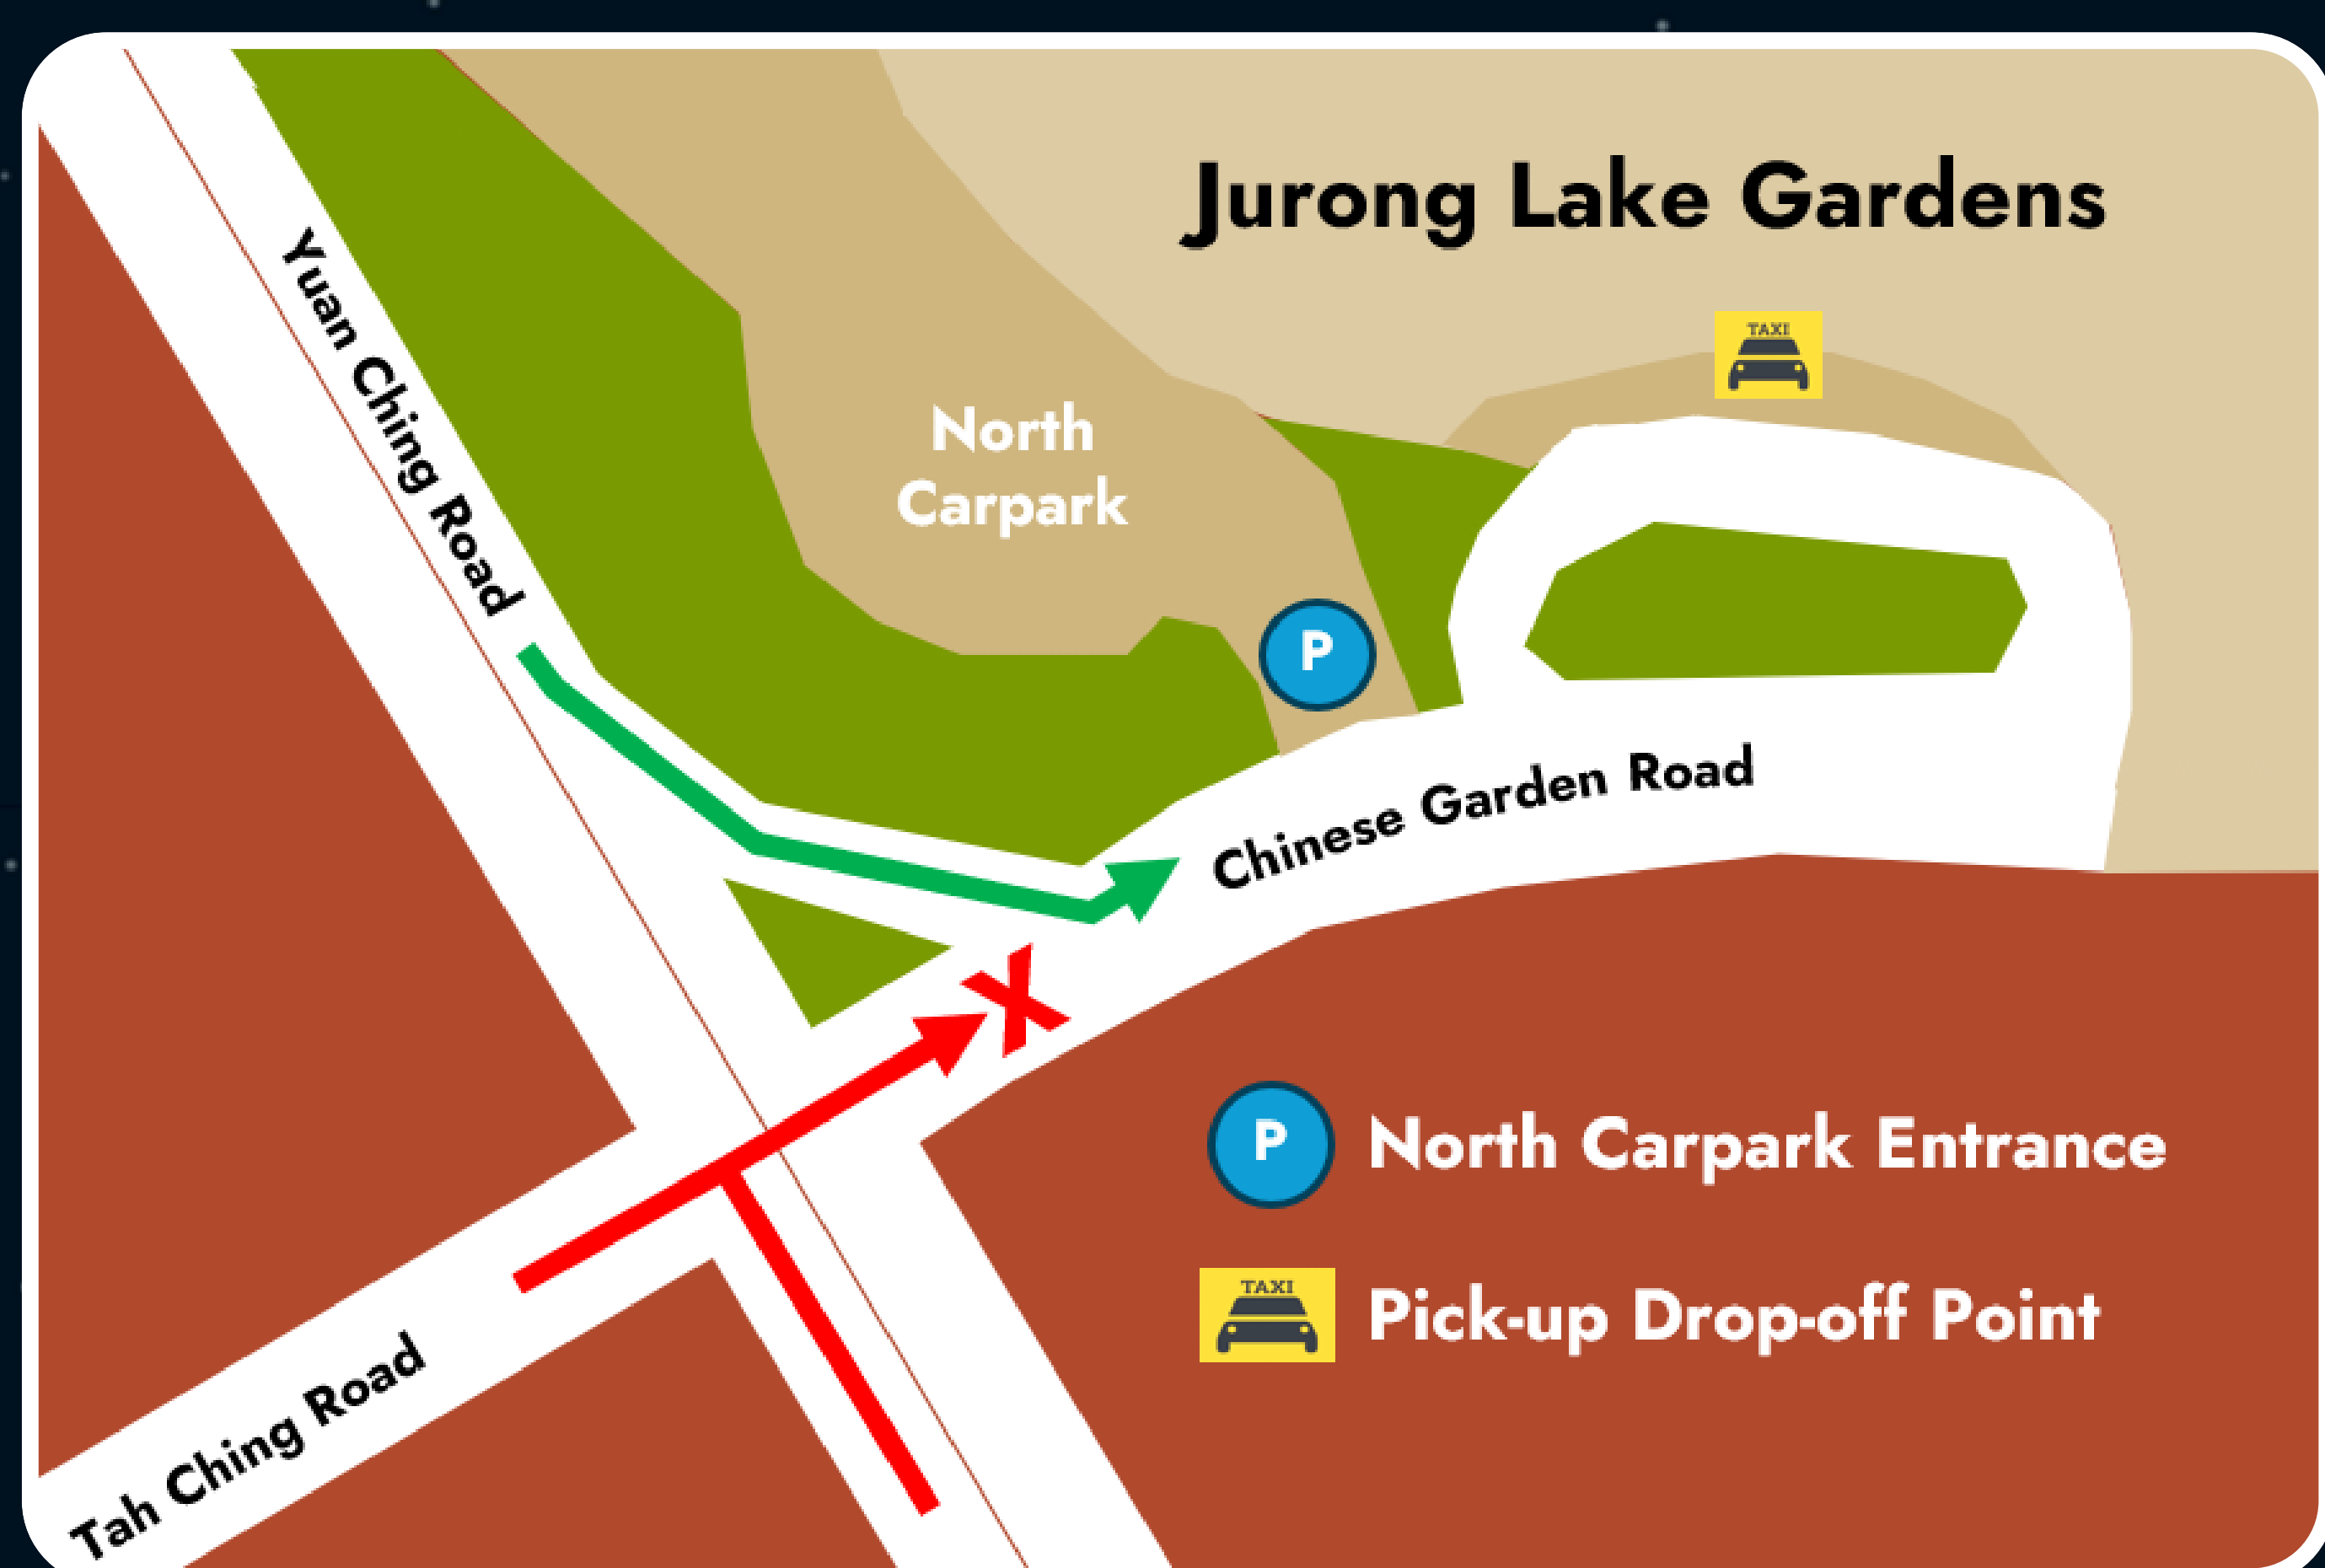 Jurong Lake Gardens
TAXI
Yuan Ching Road
North
Carpark
P
Chinese Garden Road
P North Carpark Entrance
TAXI Pick-up Drop-off Point
Tah Ching Road
X